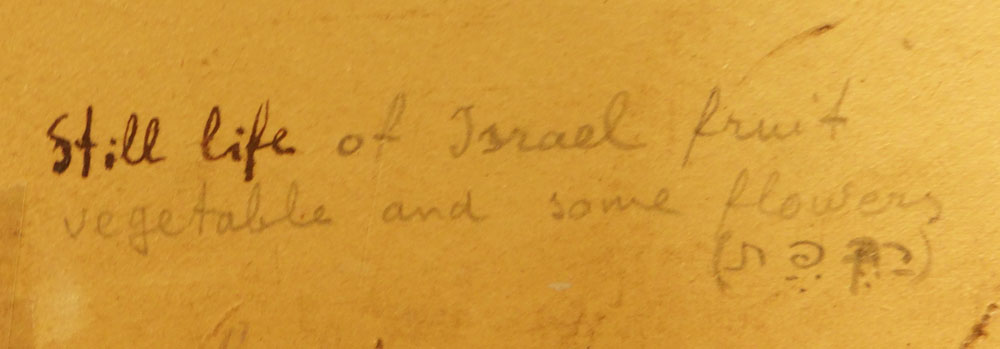 Still life of Israel fruit
vegetable and some flowers